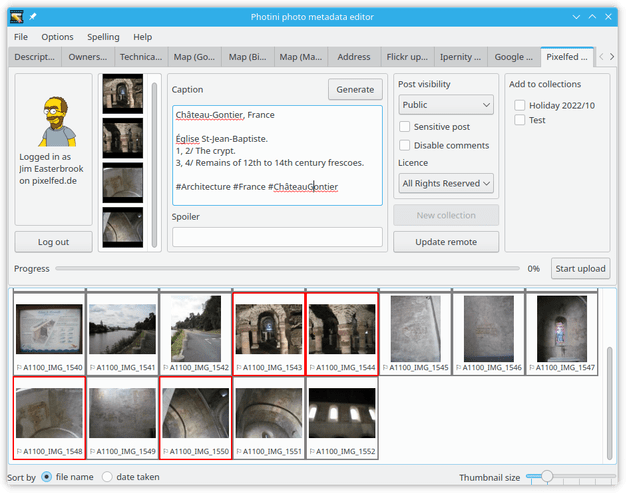 Photini photo metadata editor
File Options Spelling Help
Descript... Owners... Technica... Map (Go... Map (Bi... Map (Ma... Address Flickr up... Ipernity ... Google ... Pixelfed ...
Logged in as
Jim Easterbrook
on pixelfed.de
Log out
Caption
Generate
Château-Gontier, France
Église St-Jean-Baptiste.
1, 2/ The crypt.
3, 4/ Remains of 12th to 14th century frescoes.
#Architecture #France #ChâteauGontier
Spoiler
Post visibility
Public
Sensitive post
Disable comments
Licence
All Rights Reserved
New collection
Update remote
Add to collections
Holiday 2022/10
Test
Progress 0% Start upload
A1100_IMG_1540 A1100_IMG_1541 A1100_IMG_1542 A1100_IMG_1543 A1100_IMG_1544 A1100_IMG_1545 A1100_IMG_1546 A1100_IMG_1547
A1100_IMG_1548 A1100_IMG_1549 A1100_IMG_1550 A1100_IMG_1551 A1100_IMG_1552
Sort by file name date taken Thumbnail size